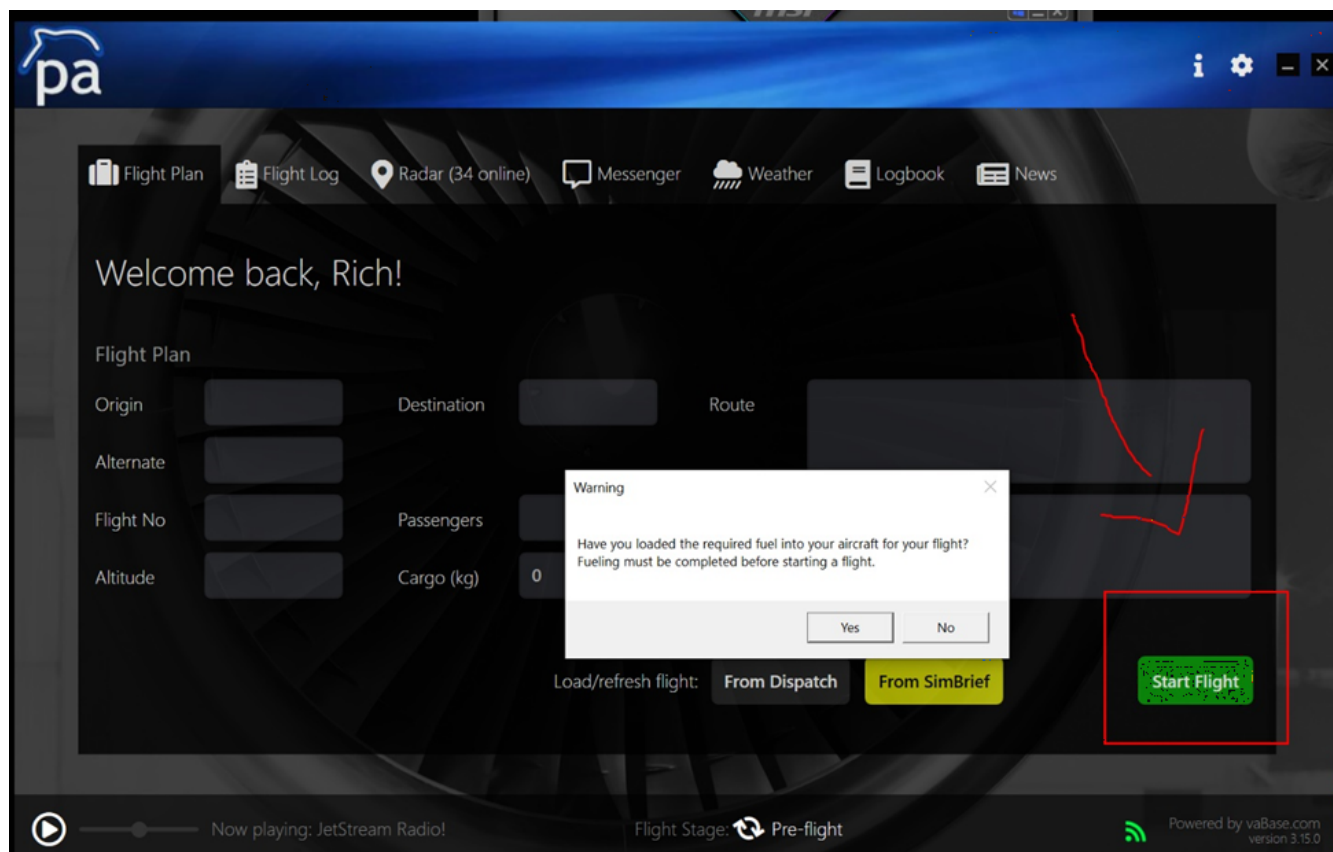 msi
pa
Flight Plan
Flight Log
Radar (34 online)
Messenger
Weather
Logbook
News
Welcome back, Rich!
Flight Plan
Origin
Destination
Route
Alternate
Flight No
Passengers
Altitude
Cargo (kg)
0
Warning
Have you loaded the required fuel into your aircraft for your flight?
Fueling must be completed before starting a flight.
Yes
No
Load/refresh flight:
From Dispatch
From SimBrief
Start Flight
Now playing: JetStream Radio!
Flight Stage: Pre-flight
Powered by vaBase.com
version 3.15.0